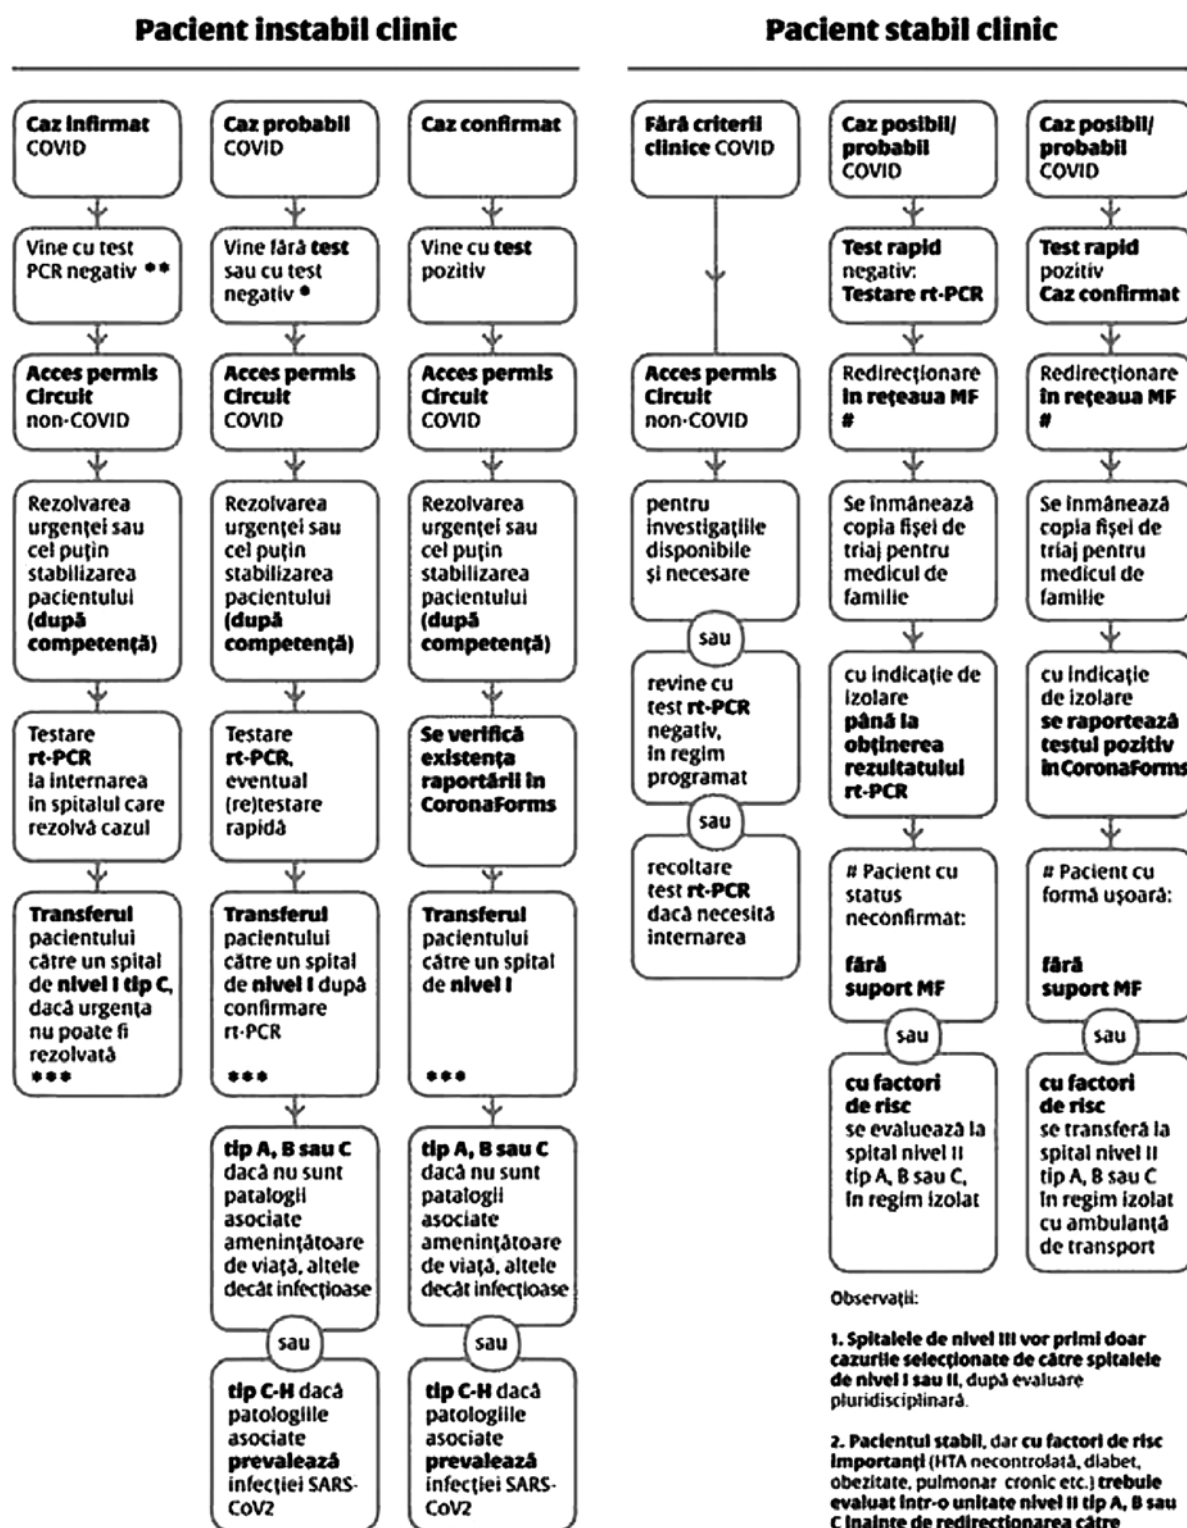 Pacient instabil clinic
Caz infirmat
COVID
Vine cu test
PCR negativ **
Acces permis
Circuit
non-COVID
Rezolvarea
urgenței sau
cel puțin
stabilizarea
pacientului
(după
competență)
Testare
rt-PCR
la internarea
în spitalul care
rezolvă cazul
Transferul
pacientului
către un spital
de nivel I tip C,
dacă urgența
nu poate fi
rezolvată
***
Caz probabil
COVID
Vine fără test
sau cu test
negativ *
Acces permis
Circuit
COVID
Rezolvarea
urgenței sau
cel puțin
stabilizarea
pacientului
(după
competență)
Testare
rt-PCR,
eventual
(re)testare
rapidă
Transferul
pacientului
către un spital
de nivel I după
confirmare
rt-PCR
***
tip A, B sau C
dacă nu sunt
patalogii
asociate
amenințătoare
de viață, altele
decât infecțioase
sau
tip C-H dacă
patologiile
asociate
prevalează
infecției SARS-
CoV2
Caz confirmat
Vine cu test
pozitiv
Acces permis
Circuit
COVID
Rezolvarea
urgenței sau
cel puțin
stabilizarea
pacientului
(după
competență)
Se verifică
existența
raportării în
CoronaForms
Transferul
pacientului
către un spital
de nivel I
***
tip A, B sau C
dacă nu sunt
patalogii
asociate
amenințătoare
de viață, altele
decât infecțioase
sau
tip C-H dacă
patologiile
asociate
prevalează
infecției SARS-
CoV2
Pacient stabil clinic
Fără criterii
clinice COVID
Acces permis
Circuit
non-COVID
pentru
investigațiile
disponibile
și necesare
sau
revine cu
test rt-PCR
negativ,
în regim
programat
sau
recoltare
test rt-PCR
dacă necesită
internarea
Caz posibil/
probabil
COVID
Test rapid
negativ:
Testare rt-PCR
Redirecționare
în rețeaua MF
#
Se înmânează
copia fișei de
triaj pentru
medicul de
familie
cu indicație de
izolare
până la
obținerea
rezultatului
rt-PCR
# Pacient cu
status
neconfirmat:
fără
suport MF
sau
cu factori
de risc
se evaluează la
spital nivel II
tip A, B sau C,
în regim izolat
Caz posibil/
probabil
COVID
Test rapid
pozitiv
Caz confirmat
Redirecționare
în rețeaua MF
#
Se înmânează
copia fișei de
triaj pentru
medicul de
familie
cu indicație
de izolare
se raportează
testul pozitiv
în CoronaForms
# Pacient cu
formă ușoară:
fără
suport MF
sau
cu factori
de risc
se transferă la
spital nivel II
tip A, B sau C
în regim izolat
cu ambulanță
de transport
Observații:
1. Spitalele de nivel III vor primi doar
cazurile selecționate de către spitalele
de nivel I sau II, după evaluare
pluridisciplinară.
2. Pacientul stabil, dar cu factori de risc
importanți (HTA necontrolată, diabet,
obezitate, pulmonar cronic etc.) trebuie
evaluat într-o unitate nivel II tip A, B sau
C înainte de redirecționarea către